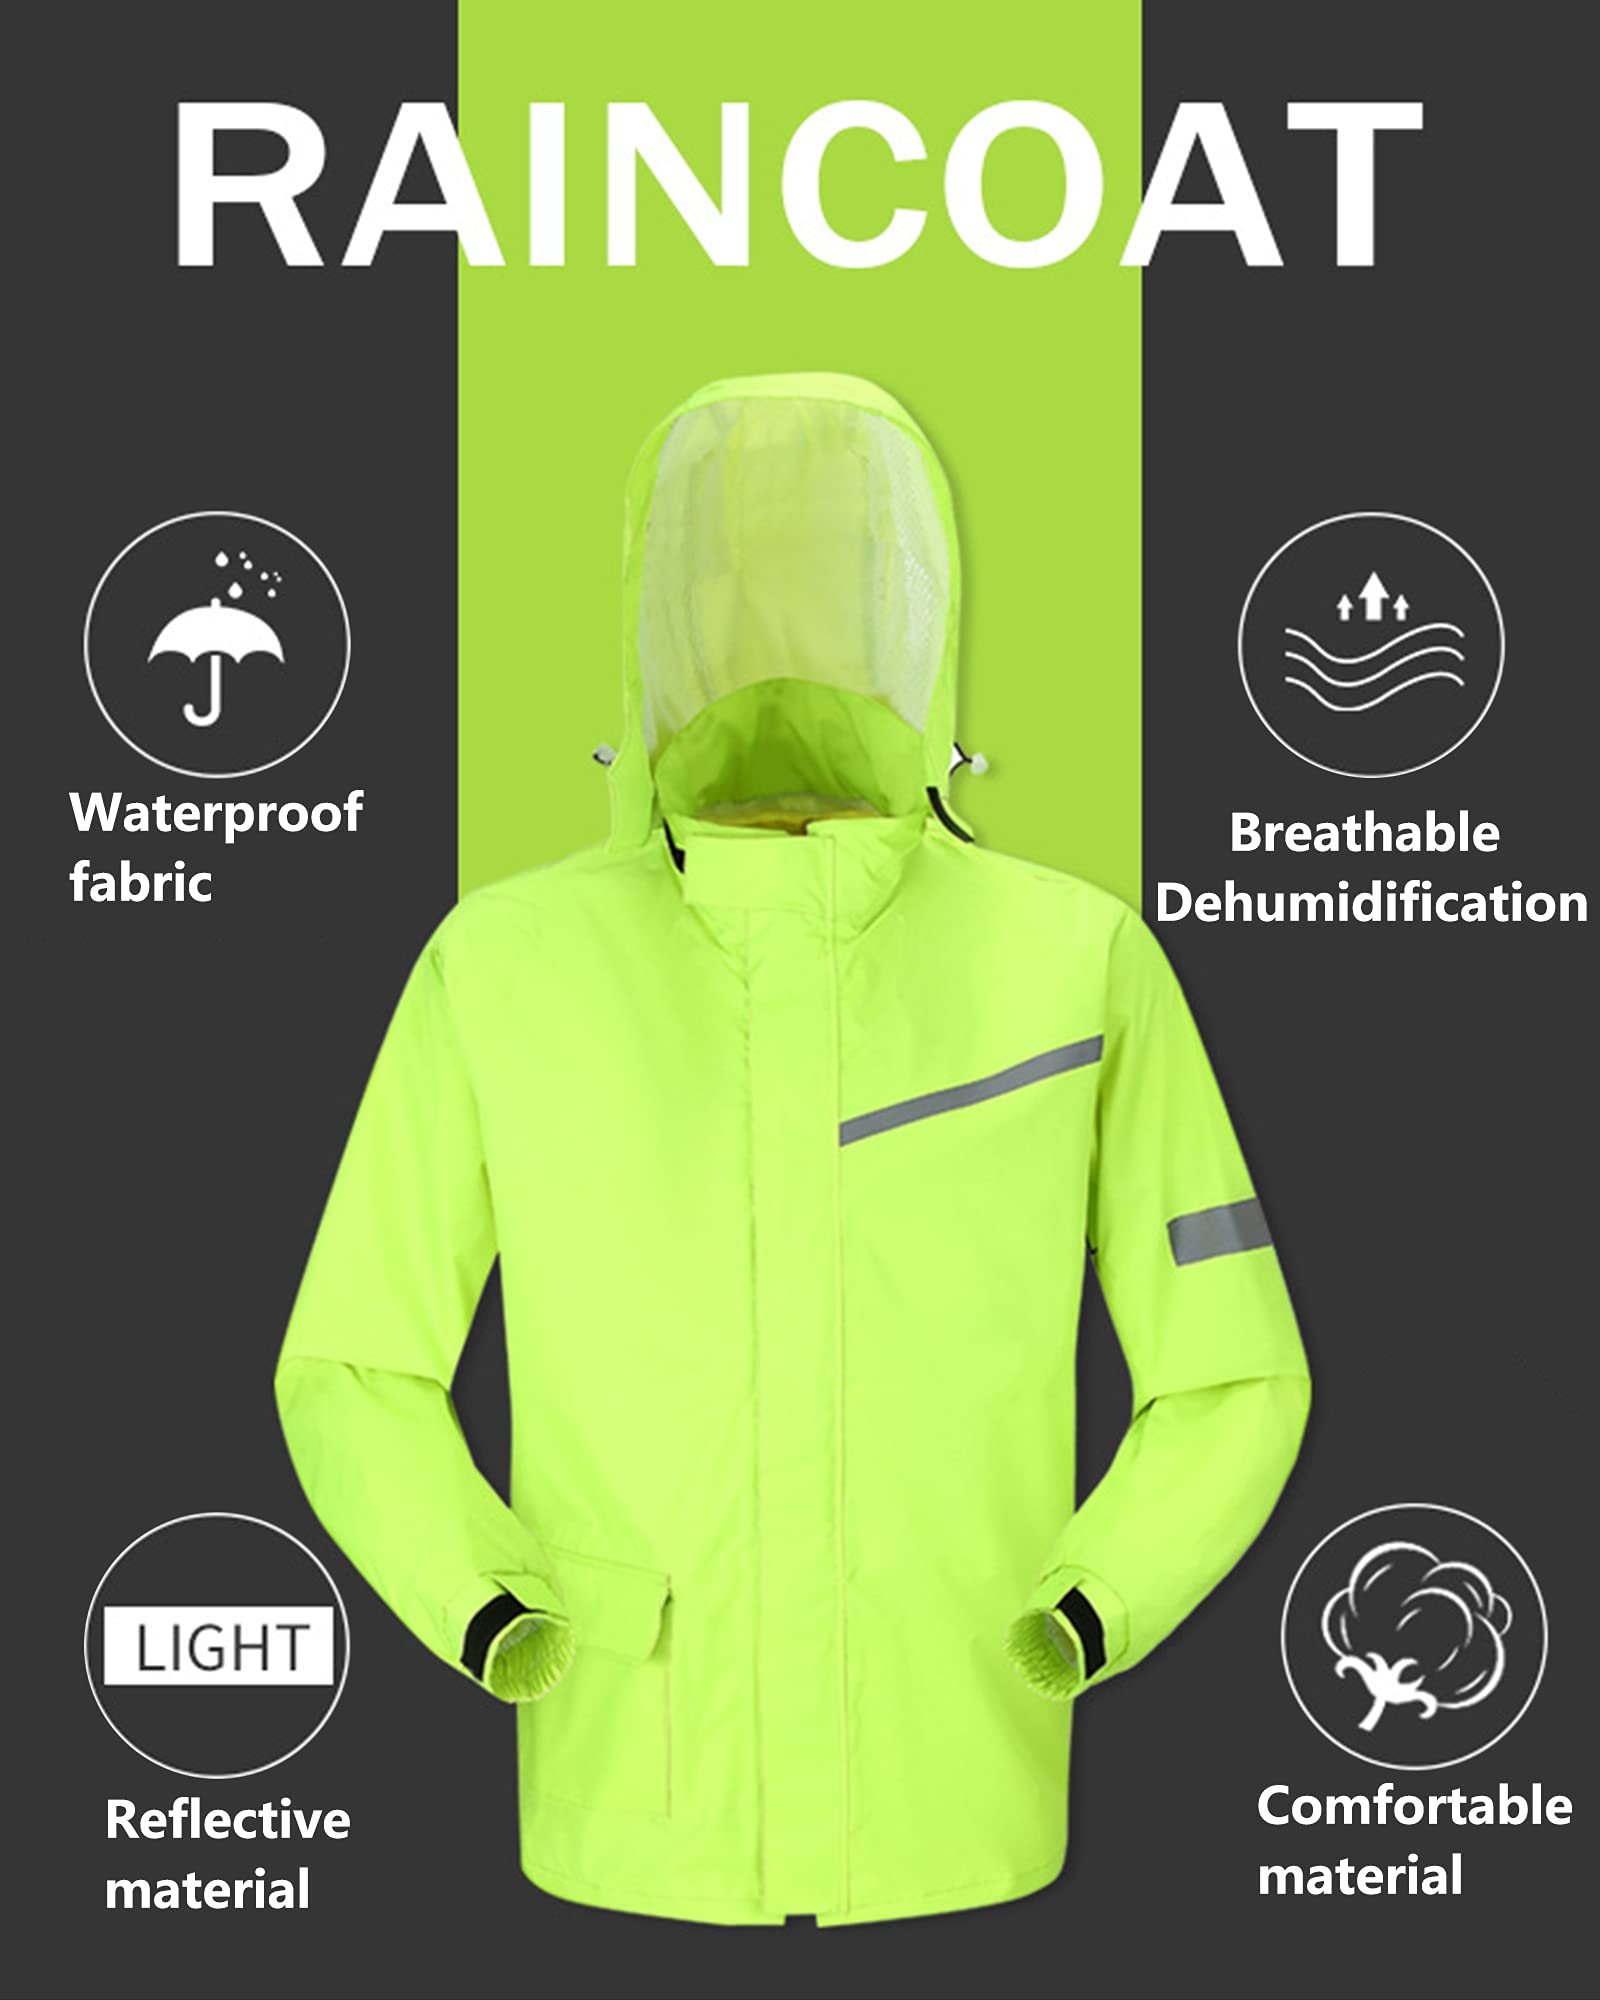 RAINCOAT
Waterproof
fabric
Breathable
Dehumidification
LIGHT
Reflective
material
Comfortable
material